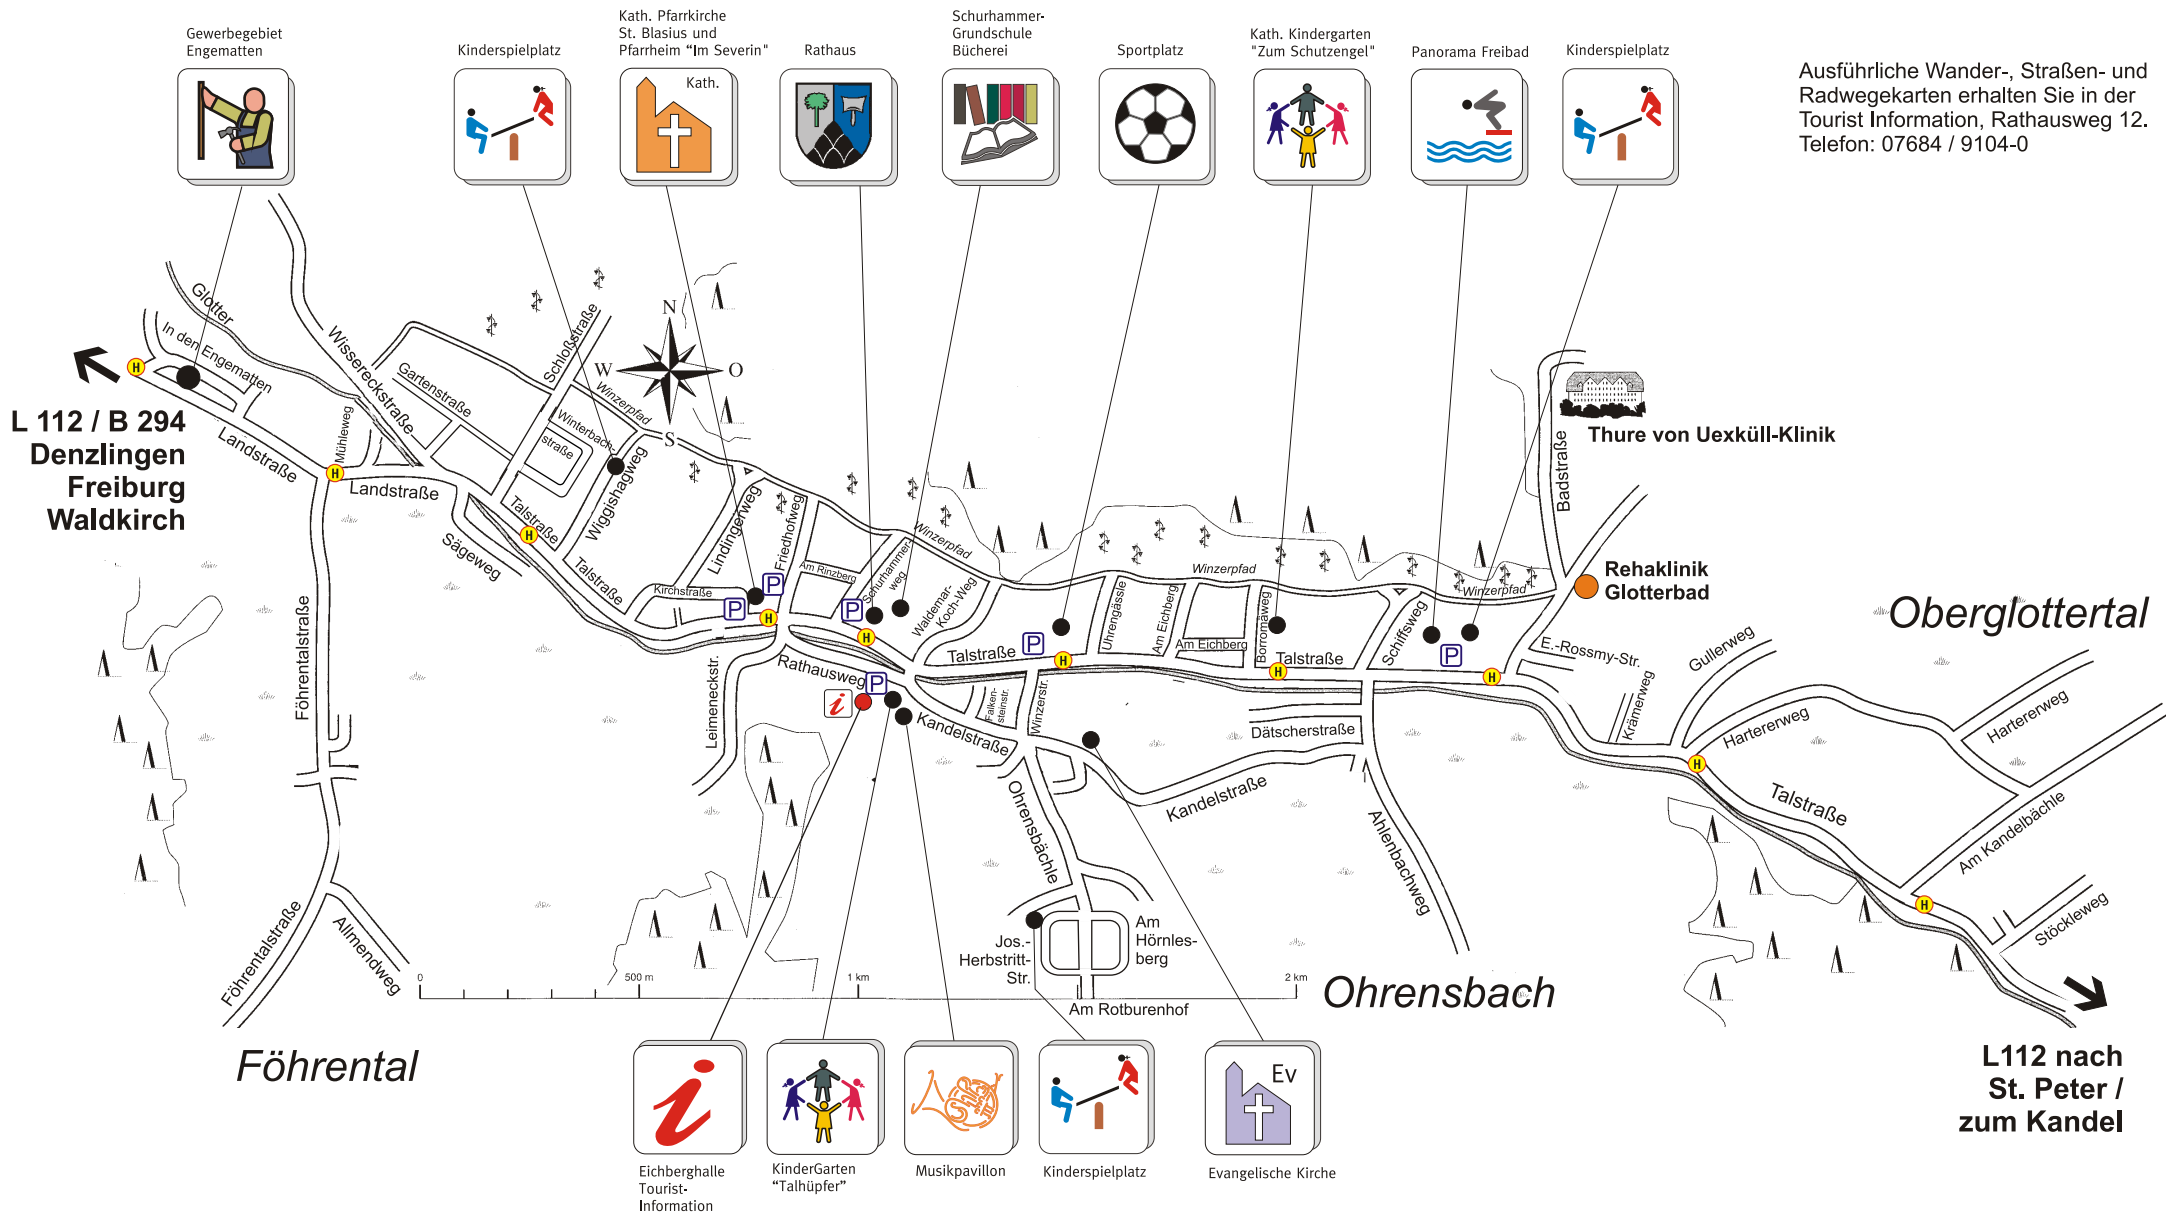 Gewerbegebiet
Engematten
Kinderspielplatz
Kath. Pfarrkirche
St. Blasius und
Pfarrheim "Im Severin"
Kath.
Rathaus
Schurhammer-
Grundschule
Bücherei
Sportplatz
Kath. Kindergarten
"Zum Schutzengel"
Panorama Freibad
Kinderspielplatz
Ausführliche Wander-, Straßen- und
Radwegekarten erhalten Sie in der
Tourist Information, Rathausweg 12.
Telefon: 07684 / 9104-0
L 112 / B 294
Denzlingen
Freiburg
Waldkirch
Glotter
In den Engematten
Landstraße
Mühleweg
Wissereckstraße
Landstraße
Gartenstraße
Schloßstraße
Winterbach-
straße
Winzerpfad
N
W
O
S
Wiggishagweg
Talstraße
Sägeweg
Talstraße
Lindingerweg
Friedhofweg
Kirchstraße
Am Rinzberg
Schurhammer-
weg
Winzerpfad
Waldemar-
Koch-Weg
Talstraße
Uhrengässle
Am Eichberg
Am Eichberg
Winzerpfad
Borromäweg
Talstraße
Schiffsweg
Winzerpfad
Badstraße
Thure von Uexküll-Klinik
Rehaklinik
Glotterbad
Oberglottertal
E.-Rossmy-Str.
Krämerweg
Gullerweg
Hartererweg
Hartererweg
Talstraße
Am Kandelbächle
Stöckleweg
Föhrentalstraße
Föhrentalstraße
Allmendweg
Leimeneckstr.
Rathausweg
Kandelstraße
Falken-
steinstr.
Winzerstr.
Dätscherstraße
Kandelstraße
Ohrensbächle
Ahlenbachweg
Jos.-
Herbstritt-
Str.
Am
Hörnles-
berg
Am Rotburenhof
H
H
H
H
H
H
H
H
H
H
P
P
P
P
P
P
i
0
500 m
1 km
2 km
Föhrental
Ohrensbach
L112 nach
St. Peter /
zum Kandel
i
Eichberghalle
Tourist-
Information
KinderGarten
“Talhüpfer”
Musikpavillon
Kinderspielplatz
Ev
Evangelische Kirche